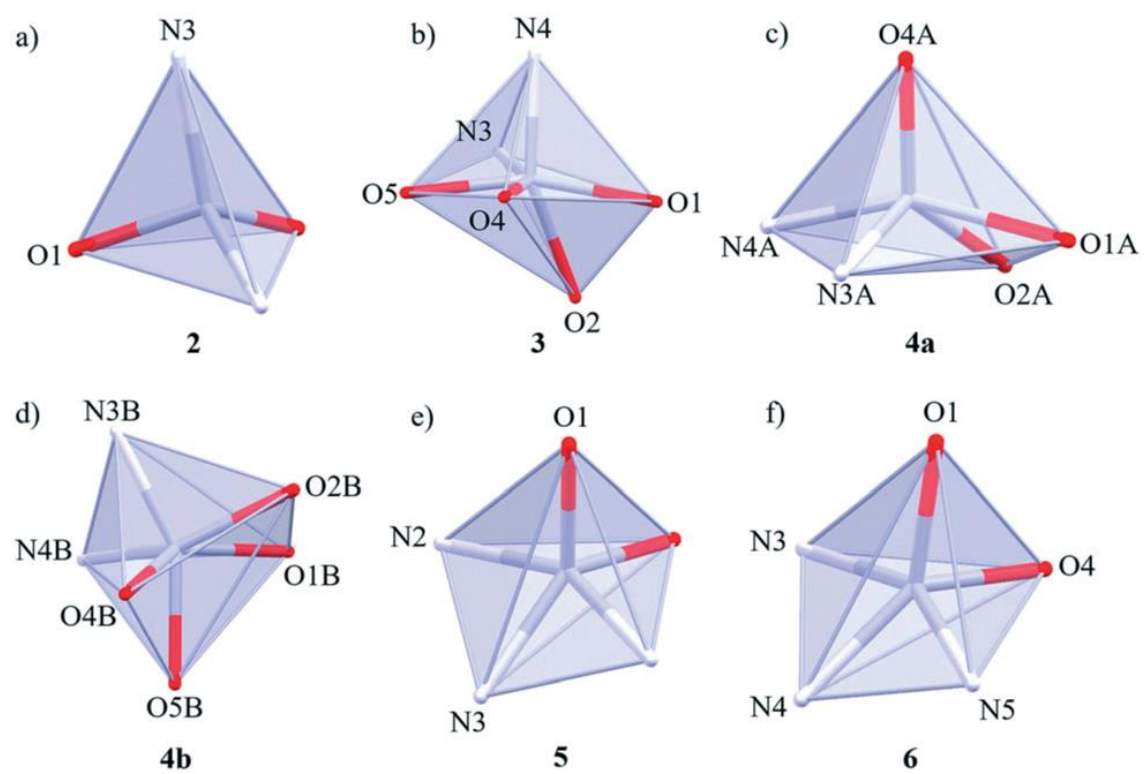 a)
N3
O1
2
b)
N4
N3
O5
O4
O1
O2
3
c)
O4A
N4A
N3A
O1A
O2A
4a
d)
N3B
O2B
N4B
O1B
O4B
O5B
4b
e)
O1
N2
N3
5
f)
O1
N3
O4
N4
N5
6